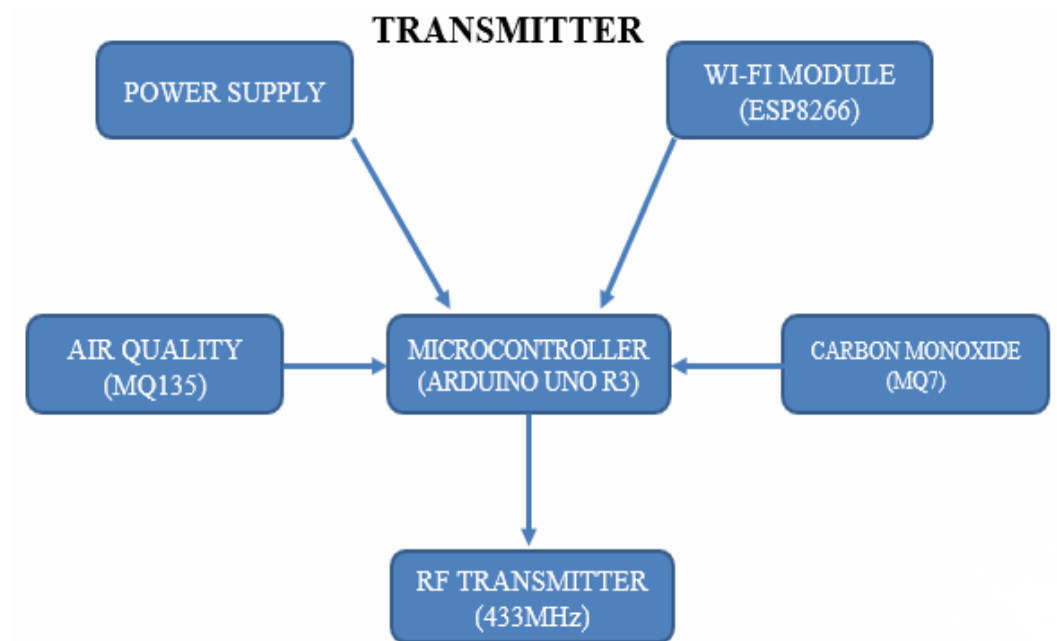 TRANSMITTER
POWER SUPPLY
WI-FI MODULE
(ESP8266)
AIR QUALITY
(MQ135)
MICROCONTROLLER
(ARDUINO UNO R3)
CARBON MONOXIDE
(MQ7)
RF TRANSMITTER
(433MHz)